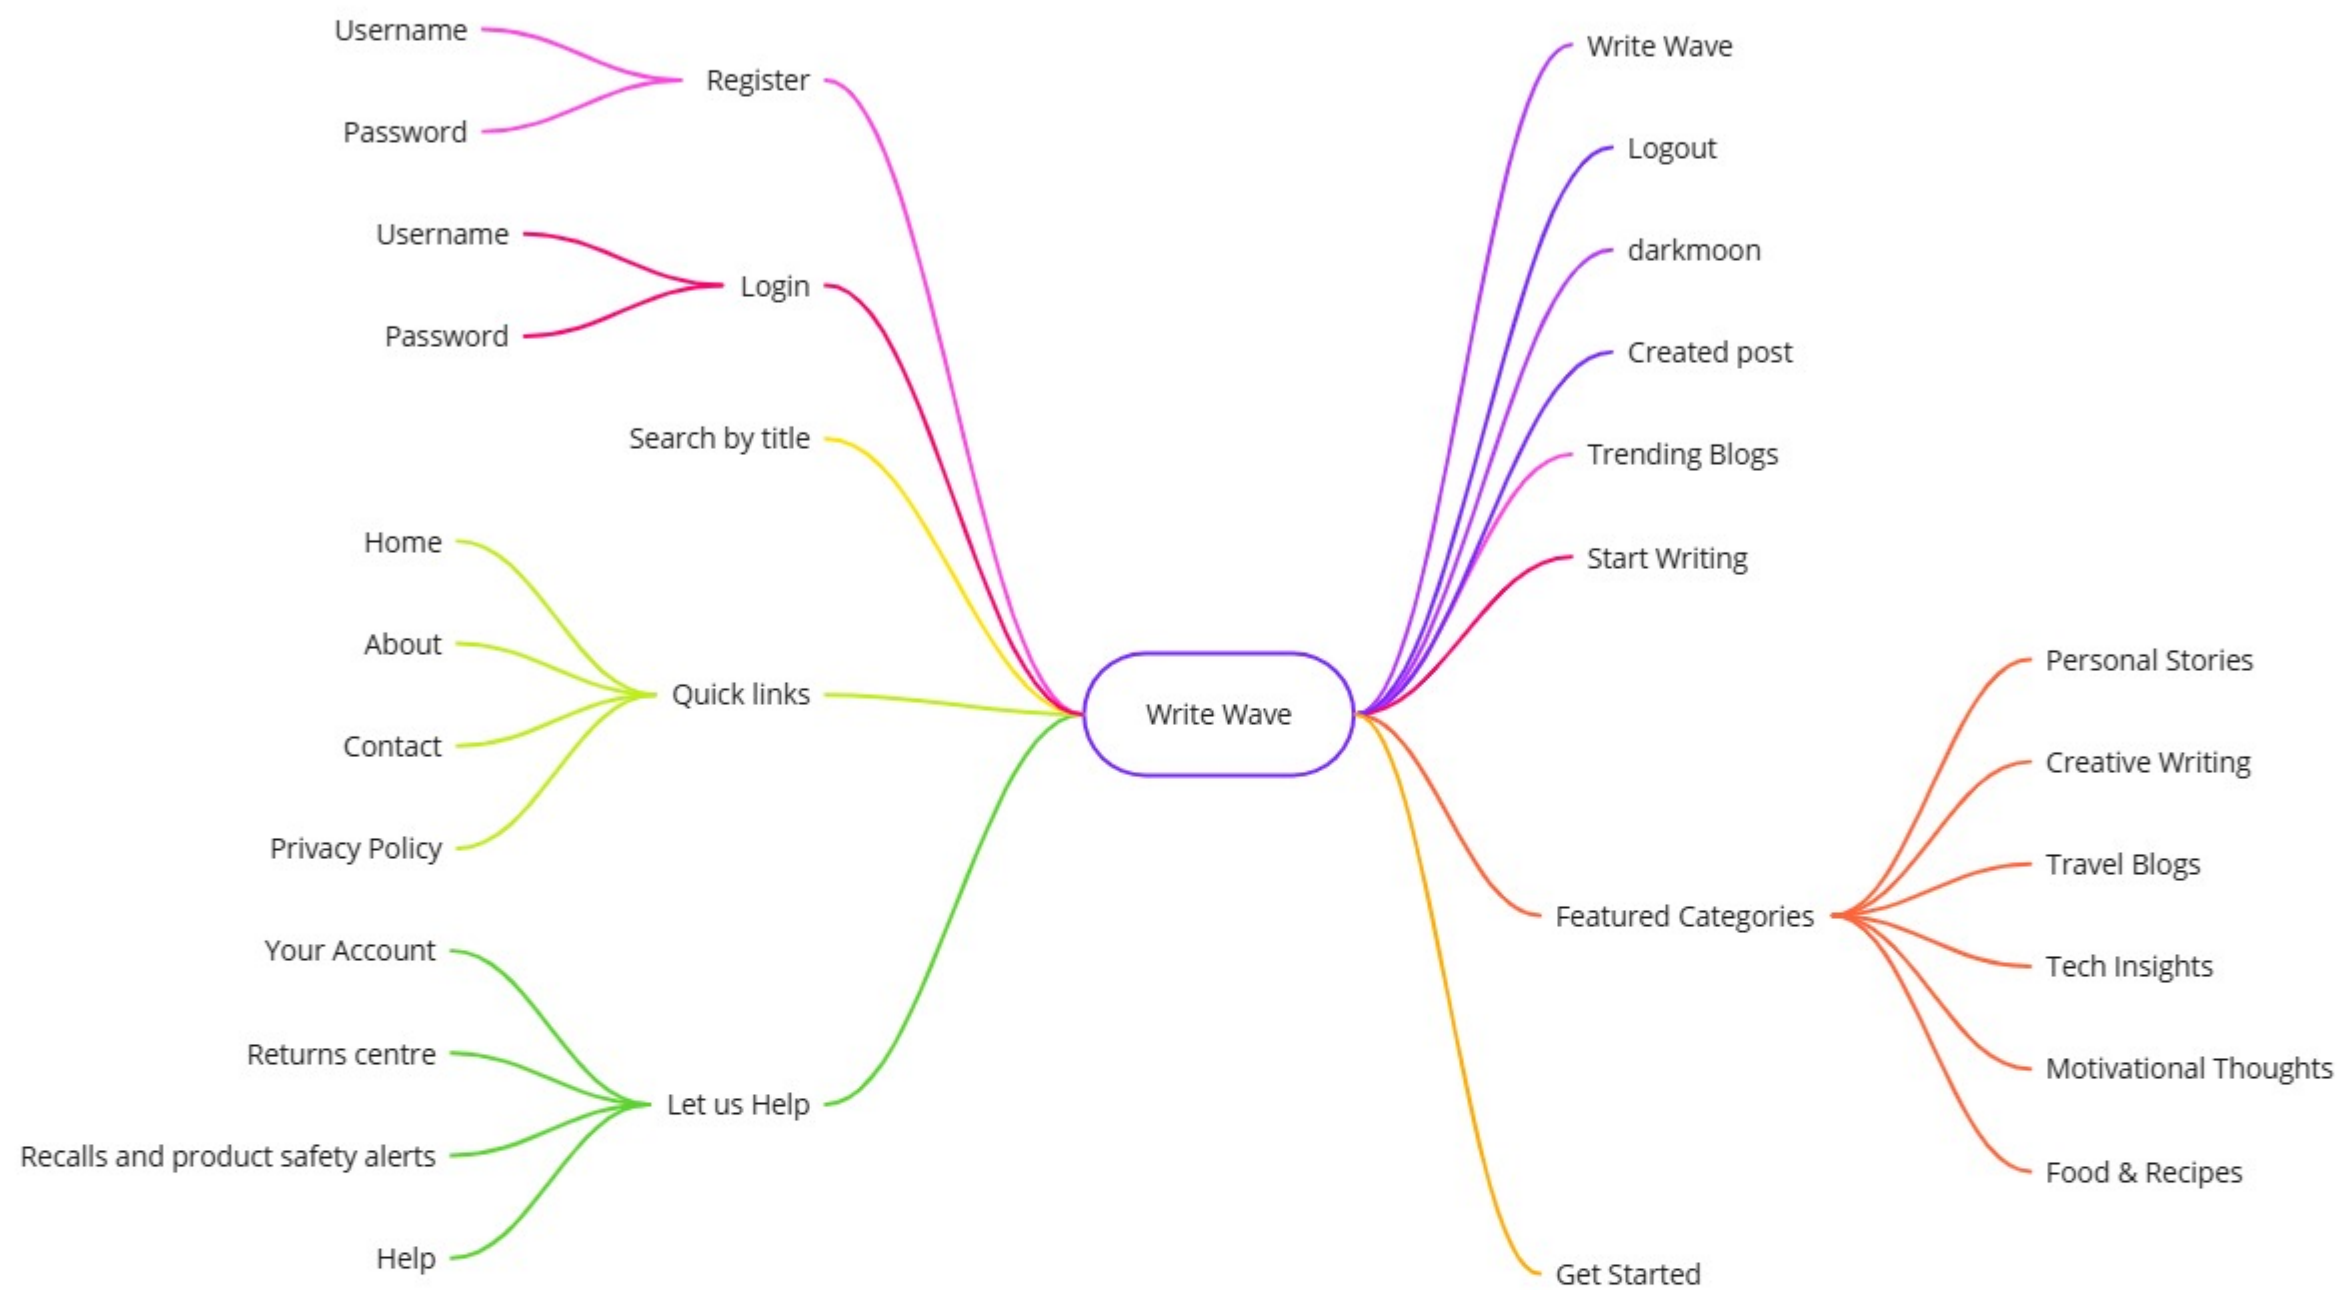 Username
Register
Password
Username
Login
Password
Search by title
Home
About
Quick links
Contact
Privacy Policy
Your Account
Returns centre
Let us Help
Recalls and product safety alerts
Help
Write Wave
Write Wave
Logout
darkmoon
Created post
Trending Blogs
Start Writing
Featured Categories
Personal Stories
Creative Writing
Travel Blogs
Tech Insights
Motivational Thoughts
Food & Recipes
Get Started